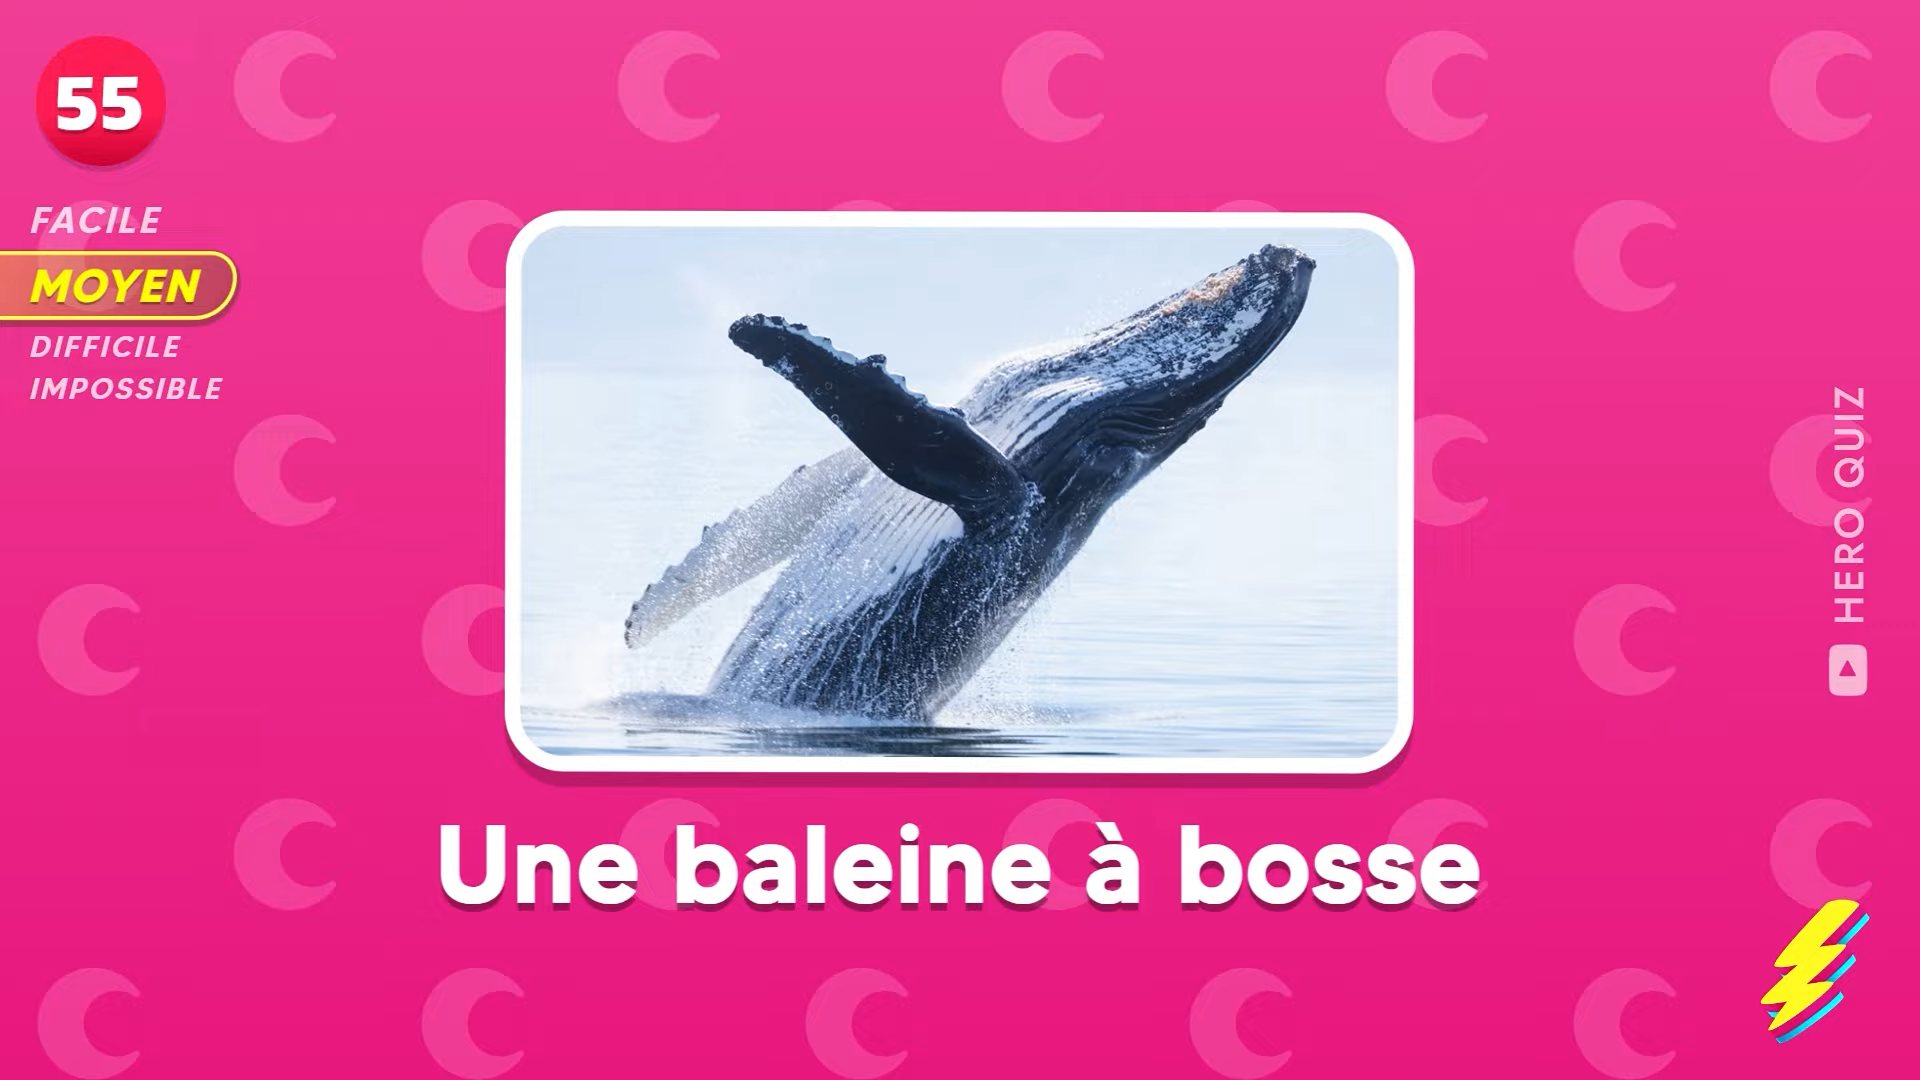 55
FACILE
MOYEN
DIFFICILE
IMPOSSIBLE
HERO QUIZ
Une baleine à bosse